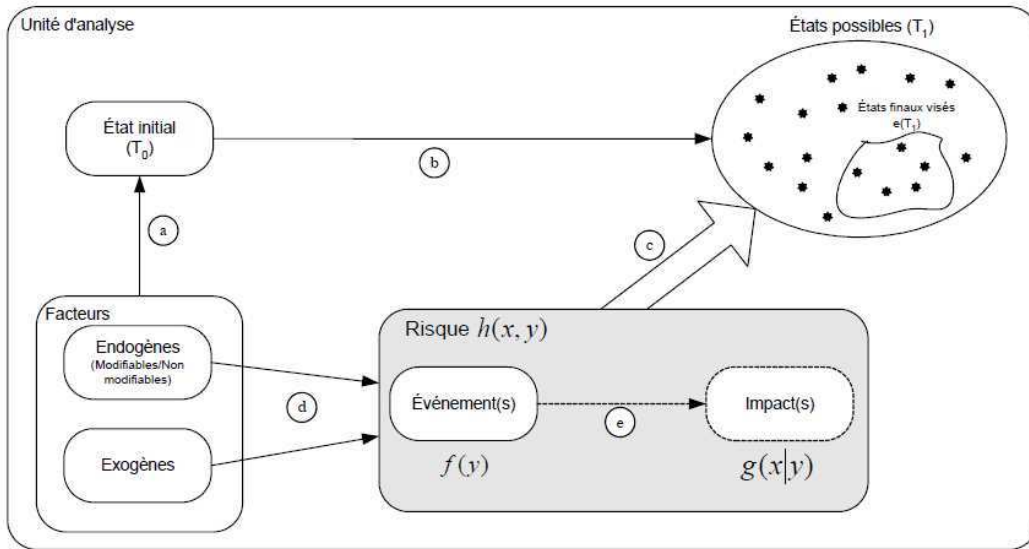 Unité d'analyse
États possibles (T₁)
États finaux visés
e(T₁)
État initial
(T₀)
b
a
c
Facteurs
Endogènes
(Modifiables/Non
modifiables)
d
Exogènes
Risque h(x, y)
Événement(s)
e
Impact(s)
f(y)
g(x|y)